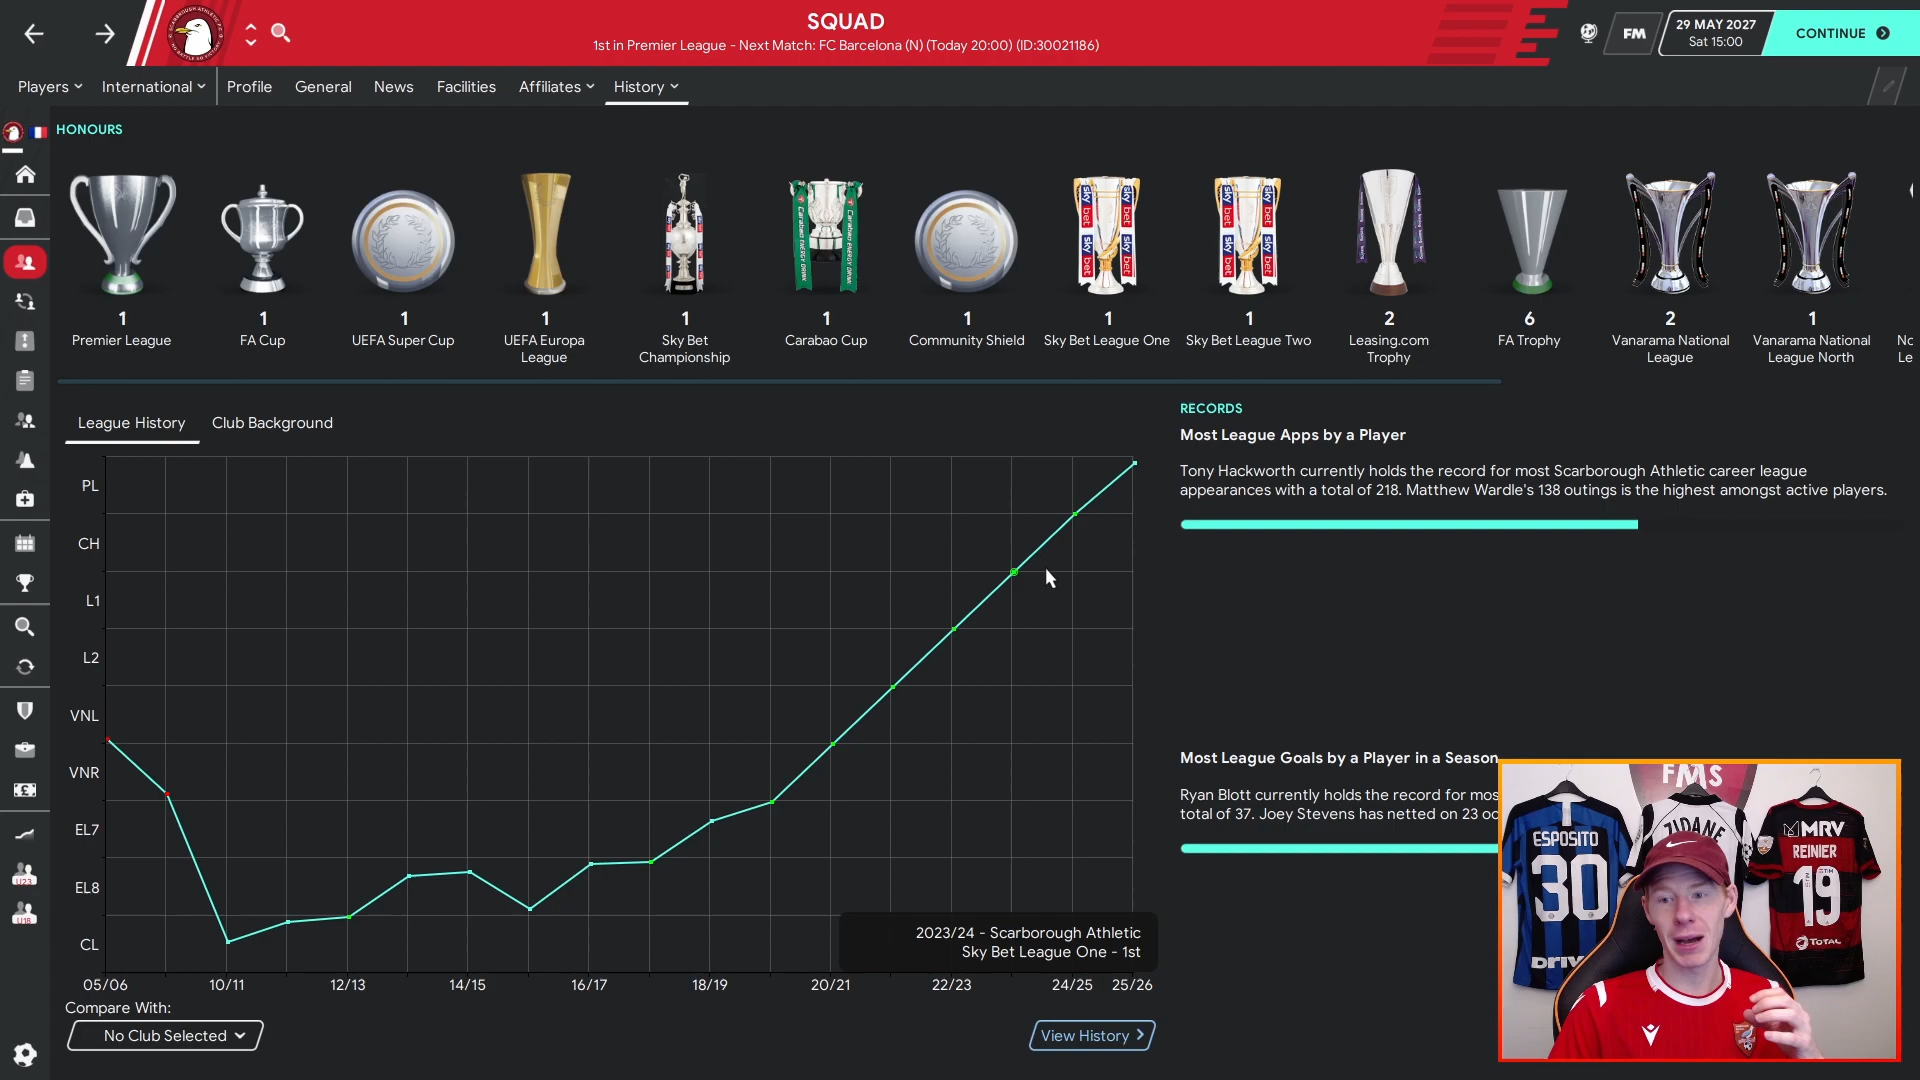 SQUAD
1st in Premier League - Next Match: FC Barcelona (N) (Today 20:00) (ID:30021186)
FM
29 MAY 2027
Sat 15:00
CONTINUE
Players
International
Profile
General
News
Facilities
Affiliates
History
HONOURS
1
Premier League
1
FA Cup
1
UEFA Super Cup
1
UEFA Europa
League
1
Sky Bet
Championship
1
Carabao Cup
1
Community Shield
1
Sky Bet League One
1
Sky Bet League Two
2
Leasing.com
Trophy
6
FA Trophy
2
Vanarama National
League
1
Vanarama National
League North
No
Le
League History
Club Background
PL
CH
L1
L2
VNL
VNR
EL7
EL8
CL
05/06
10/11
12/13
14/15
16/17
18/19
20/21
22/23
24/25
25/26
2023/24 - Scarborough Athletic
Sky Bet League One - 1st
Compare With:
No Club Selected
View History
RECORDS
Most League Apps by a Player
Tony Hackworth currently holds the record for most Scarborough Athletic career league
appearances with a total of 218. Matthew Wardle's 138 outings is the highest amongst active players.
Most League Goals by a Player in a Season
Ryan Blott currently holds the record for mos
total of 37. Joey Stevens has netted on 23 oc
U23
U18
FMS
ESPOSITO
30
DRIV
ZIDANE
MRV
REINIER
19
TOTAL